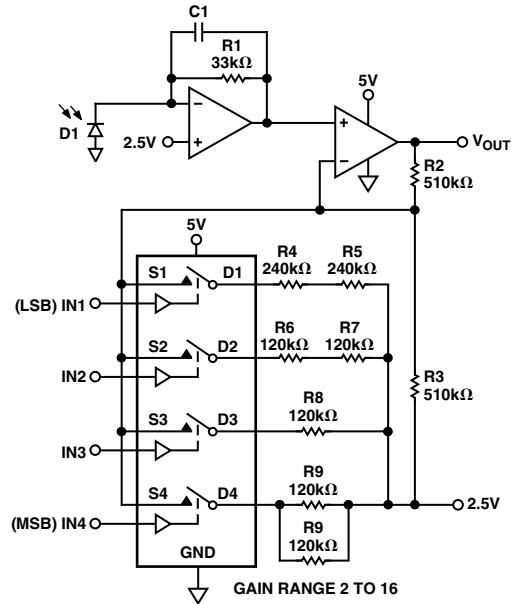 C1
R1
33kΩ
D1
2.5V
−
+
5V
+
−
VOUT
R2
510kΩ
5V
S1
D1
R4
240kΩ
R5
240kΩ
(LSB) IN1
S2
D2
R6
120kΩ
R7
120kΩ
IN2
R3
510kΩ
S3
D3
R8
120kΩ
IN3
S4
D4
R9
120kΩ
2.5V
(MSB) IN4
R9
120kΩ
GND
GAIN RANGE 2 TO 16